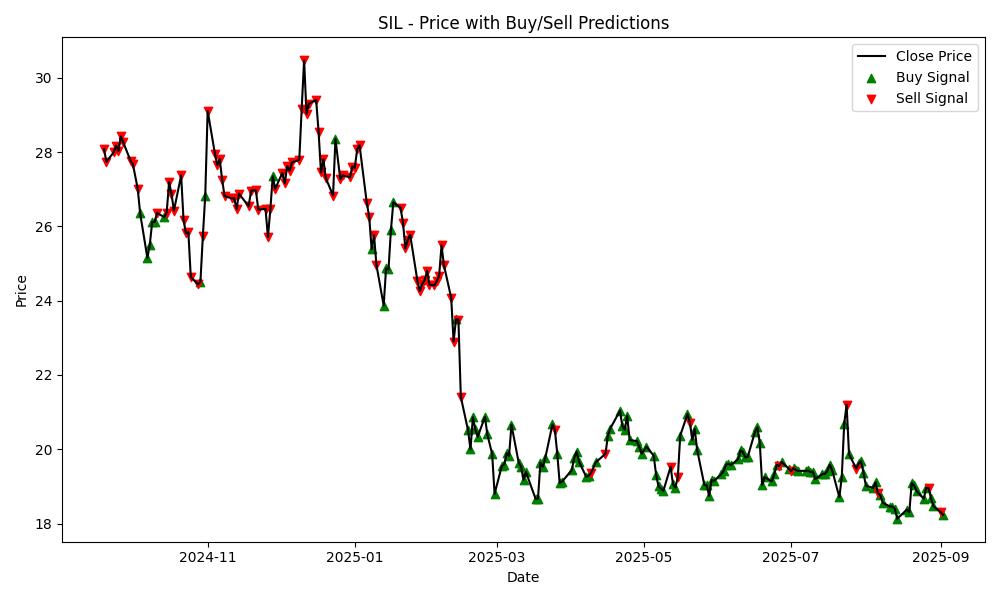 SIL - Price with Buy/Sell Predictions
Close Price
Buy Signal
Sell Signal
30
28
26
24
22
20
18
Price
2024-11
2025-01
2025-03
2025-05
2025-07
2025-09
Date